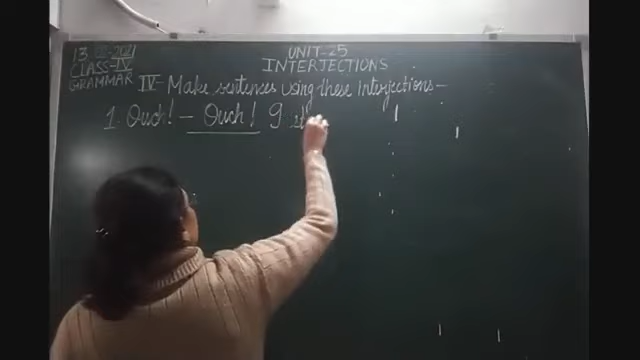 13 2021
UNIT-25
CLASS-IV
INTERJECTIONS
GRAMMAR
IV- Make sentences using these Interjections-
1. Ouch! - Ouch! I